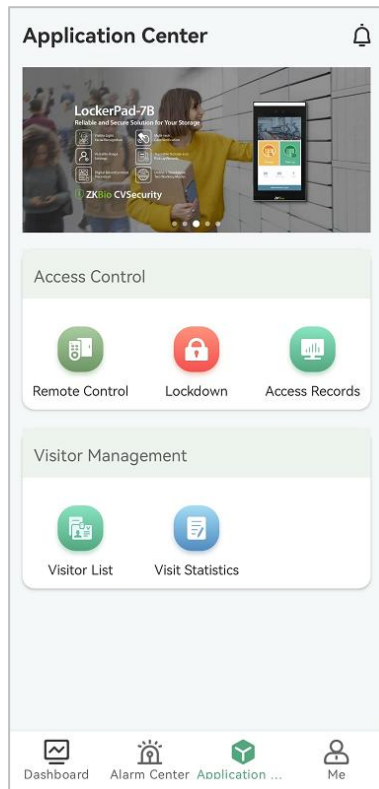 Application Center
LockerPad-7B
Reliable and Secure Solution for Your Storage
ZKBio CVSecurity
Access Control
Remote Control
Lockdown
Access Records
Visitor Management
Visitor List
Visit Statistics
Dashboard
Alarm Center
Application ...
Me